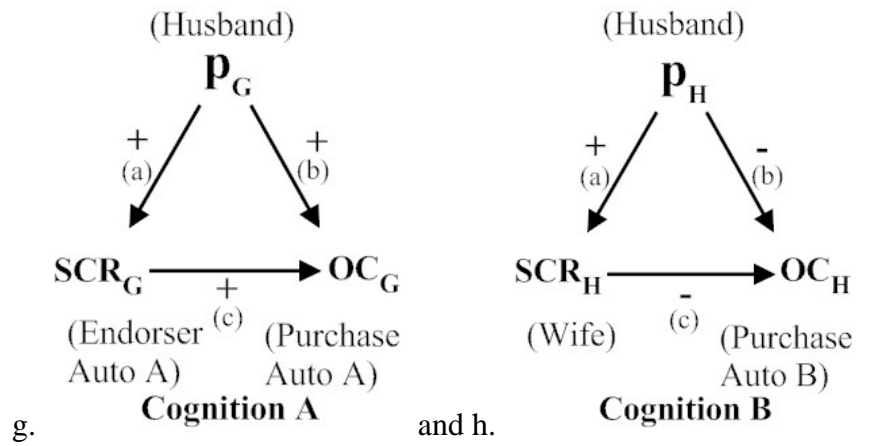 (Husband)
p_G
+
(a)
+
(b)
SCR_G
+
(c)
OC_G
(Endorser
Auto A)
(Purchase
Auto A)
Cognition A
g.
and h.
(Husband)
p_H
+
(a)
-
(b)
SCR_H
-
(c)
OC_H
(Wife)
(Purchase
Auto B)
Cognition B